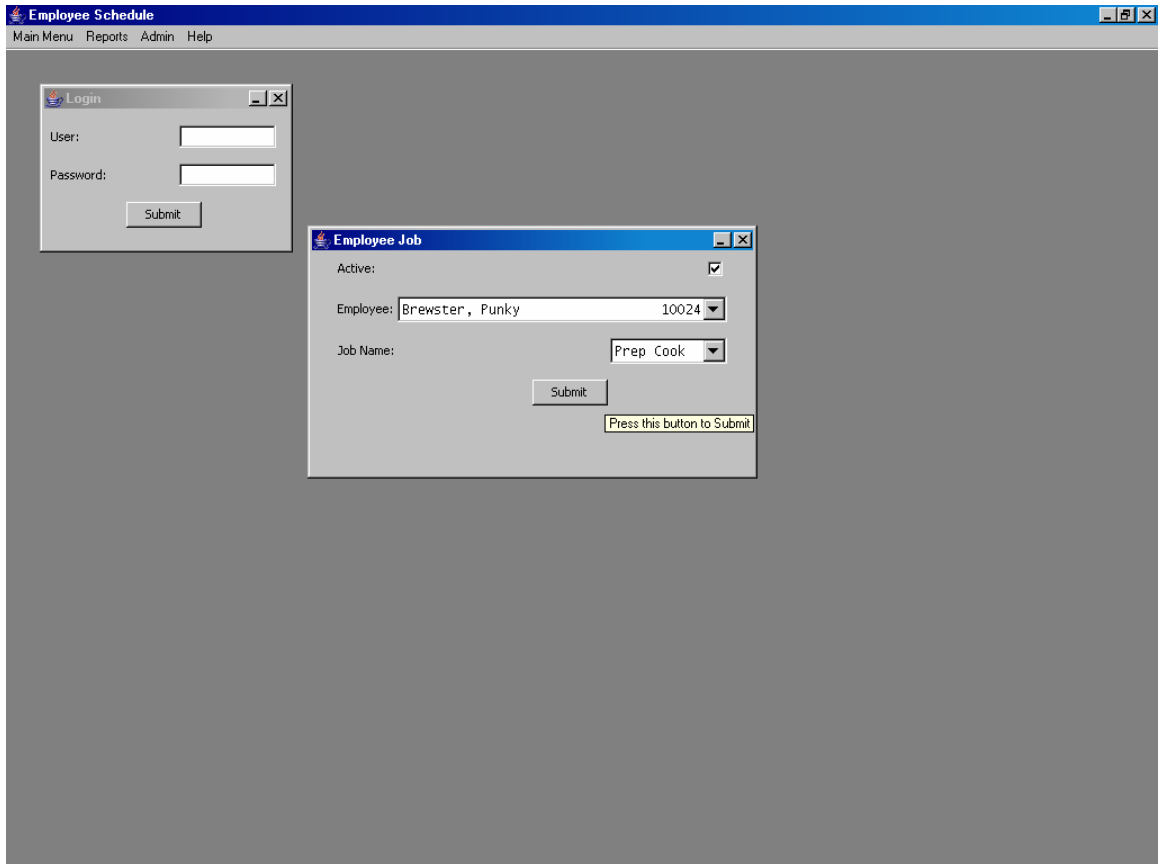 Employee Schedule
Main Menu Reports Admin Help
Login
User:
Password:
Submit
Employee Job
Active:
Employee: Brewster, Punky 10024
Job Name: Prep Cook
Submit
Press this button to Submit